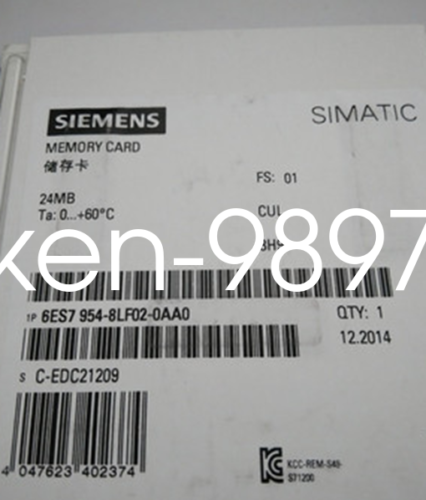 SIEMENS
SIMATIC
MEMORY CARD
储存卡
FS: 01
24MB
Ta: 0...+60°C
CUL
ken-9897
1P 6ES7 954-8LF02-0AA0
QTY: 1
12.2014
S C-EDC21209
4 047623 402374
KCC-REM-S49-
S71200